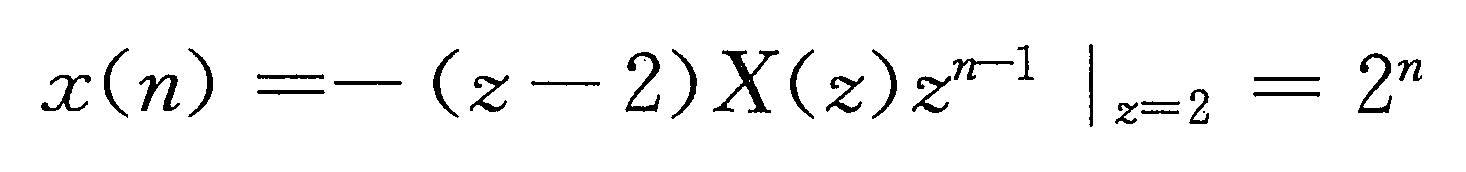 x(n) = − (z − 2)X(z)z^{n−1} |_{z=2} = 2^n